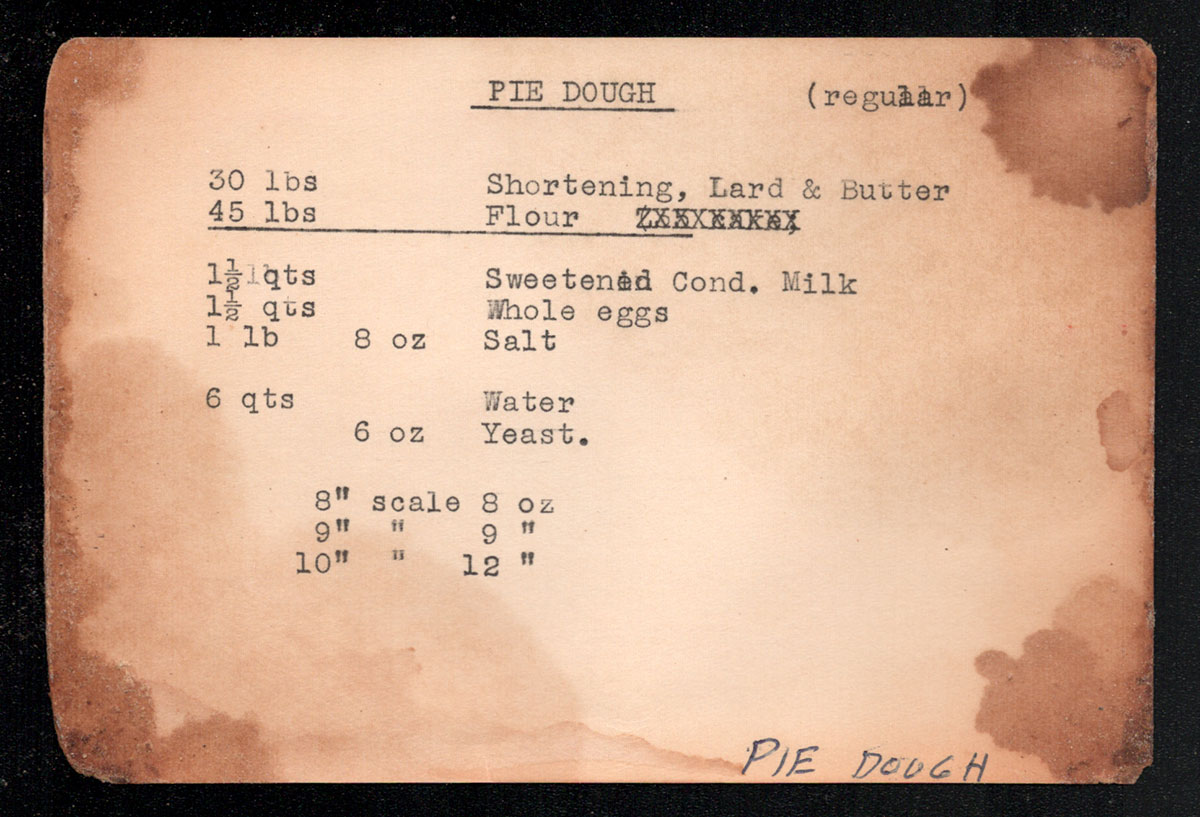 PIE DOUGH (regular)
30 lbs Shortening, Lard & Butter
45 lbs Flour
1½ qts Sweetened Cond. Milk
1½ qts Whole eggs
1 lb 8 oz Salt
6 qts Water
6 oz Yeast.
8" scale 8 oz
9" " 9 "
10" " 12 "
PIE DOUGH